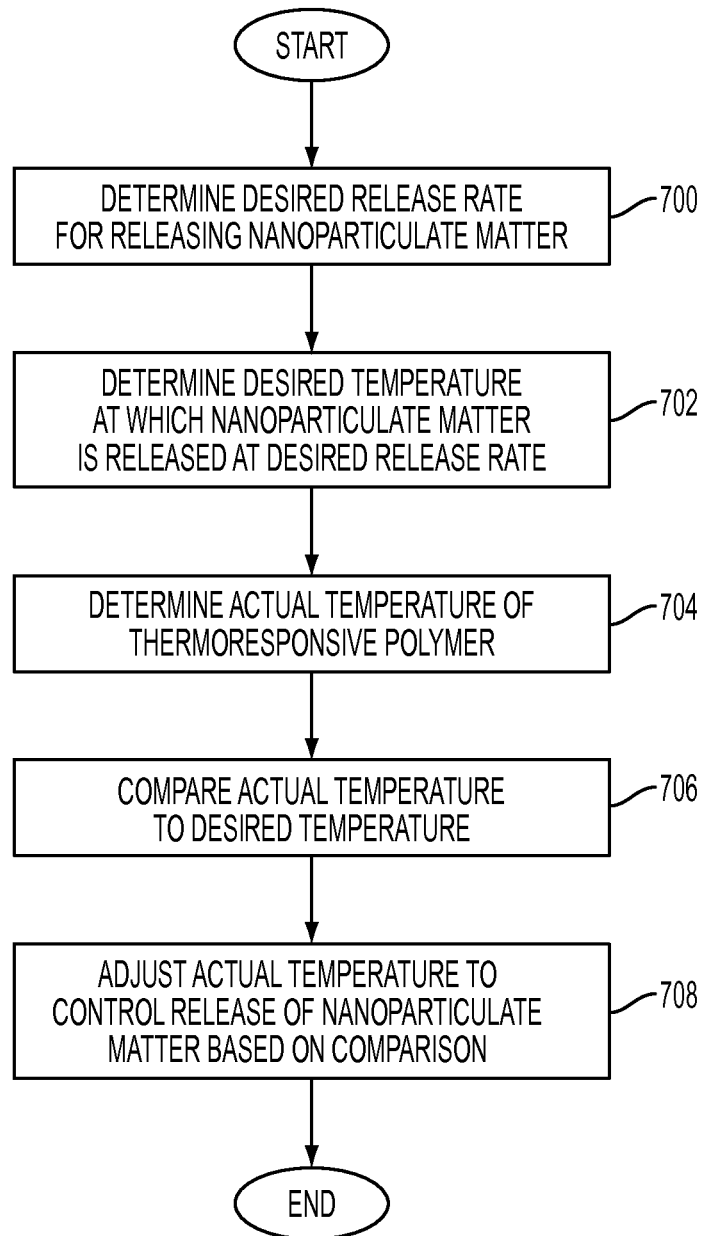 START
DETERMINE DESIRED RELEASE RATE
FOR RELEASING NANOPARTICULATE MATTER
700
DETERMINE DESIRED TEMPERATURE
AT WHICH NANOPARTICULATE MATTER
IS RELEASED AT DESIRED RELEASE RATE
702
DETERMINE ACTUAL TEMPERATURE OF
THERMORESPONSIVE POLYMER
704
COMPARE ACTUAL TEMPERATURE
TO DESIRED TEMPERATURE
706
ADJUST ACTUAL TEMPERATURE TO
CONTROL RELEASE OF NANOPARTICULATE
MATTER BASED ON COMPARISON
708
END